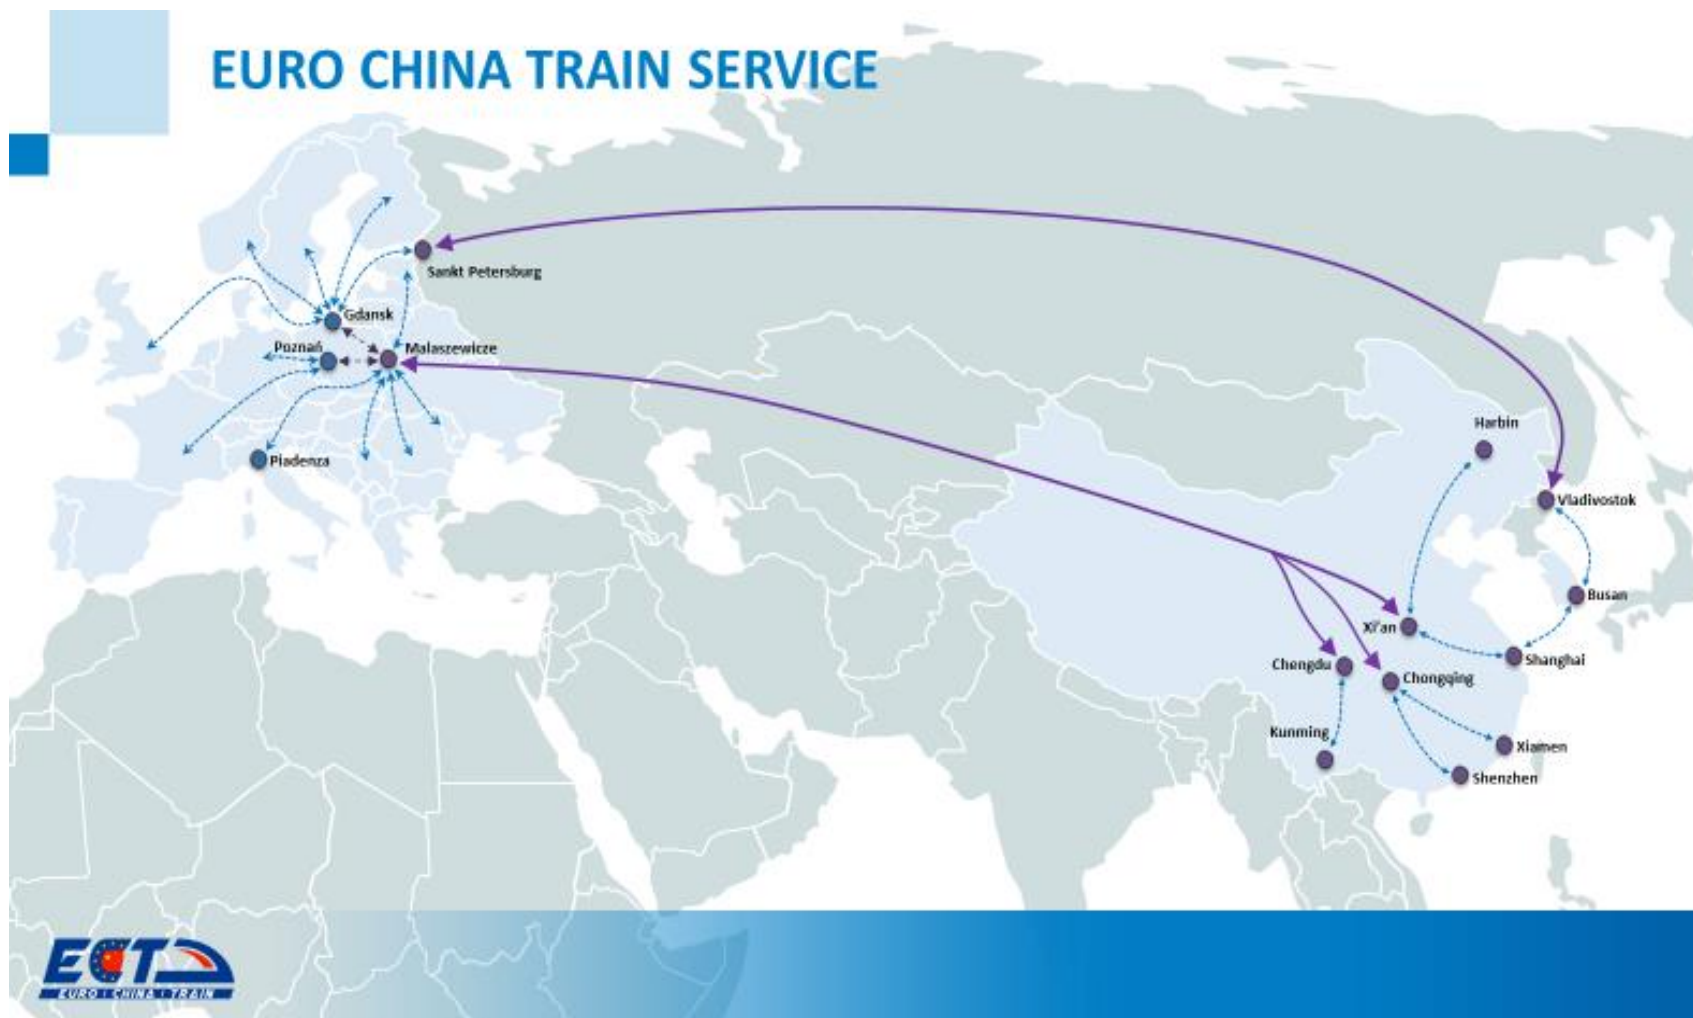 EURO CHINA TRAIN SERVICE
Sankt Petersburg
Gdansk
Poznań
Malaszewicze
Piadenza
Harbin
Vladivostok
Busan
Xi'an
Shanghai
Chengdu
Chongqing
Kunming
Xiamen
Shenzhen
ECT
EURO CHINA TRAIN